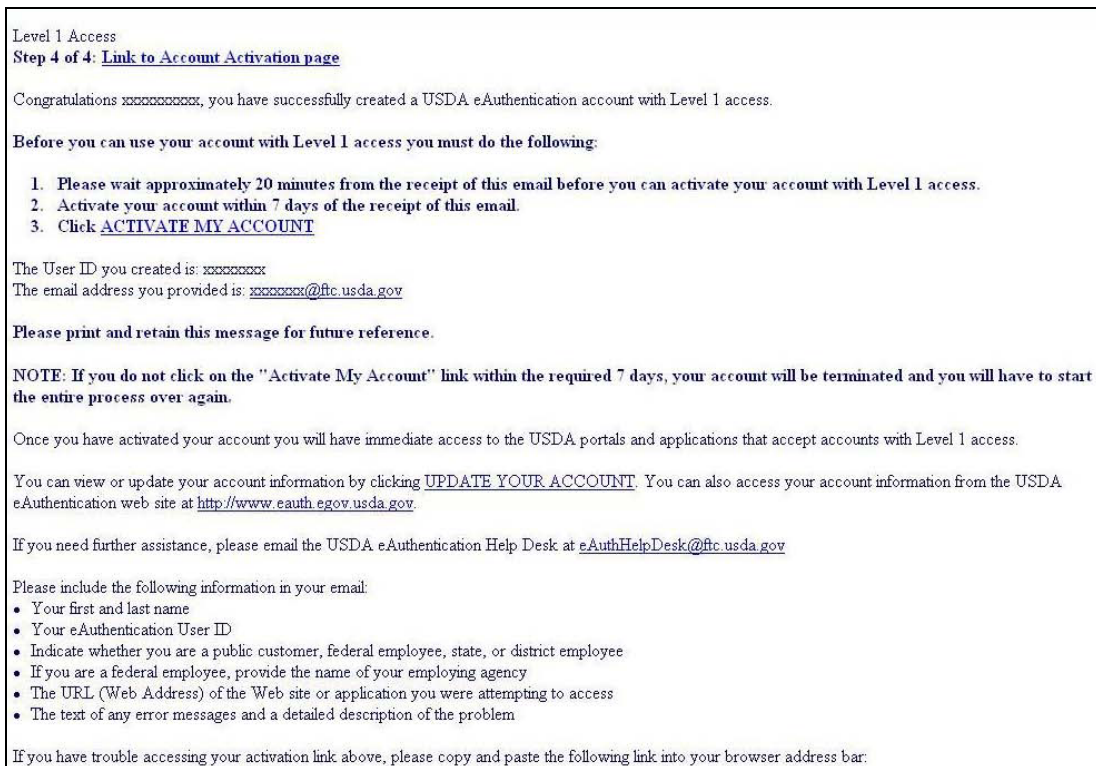 Level 1 Access
Step 4 of 4: Link to Account Activation page
Congratulations xxxxxxxxxx, you have successfully created a USDA eAuthentication account with Level 1 access.
Before you can use your account with Level 1 access you must do the following:
1. Please wait approximately 20 minutes from the receipt of this email before you can activate your account with Level 1 access.
2. Activate your account within 7 days of the receipt of this email.
3. Click ACTIVATE MY ACCOUNT
The User ID you created is: xxxxxxxx
The email address you provided is: xxxxxxx@ftc.usda.gov
Please print and retain this message for future reference.
NOTE: If you do not click on the "Activate My Account" link within the required 7 days, your account will be terminated and you will have to start
the entire process over again.
Once you have activated your account you will have immediate access to the USDA portals and applications that accept accounts with Level 1 access.
You can view or update your account information by clicking UPDATE YOUR ACCOUNT. You can also access your account information from the USDA
eAuthentication web site at http://www.eauth.egov.usda.gov.
If you need further assistance, please email the USDA eAuthentication Help Desk at eAuthHelpDesk@ftc.usda.gov
Please include the following information in your email:
• Your first and last name
• Your eAuthentication User ID
• Indicate whether you are a public customer, federal employee, state, or district employee
• If you are a federal employee, provide the name of your employing agency
• The URL (Web Address) of the Web site or application you were attempting to access
• The text of any error messages and a detailed description of the problem
If you have trouble accessing your activation link above, please copy and paste the following link into your browser address bar: